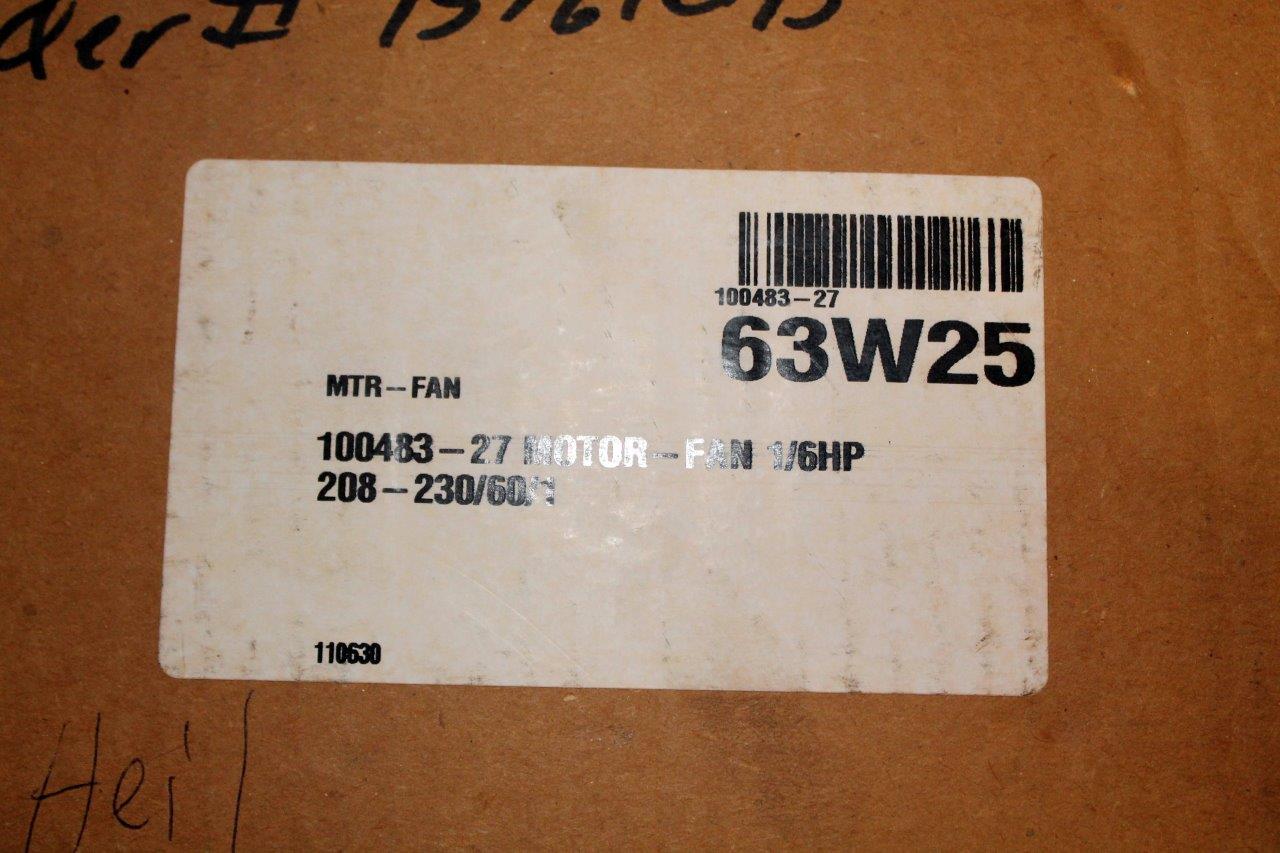 100483-27
63W25
MTR-FAN
100483-27 MOTOR-FAN 1/6HP
208-230/60/1
110630
Heil